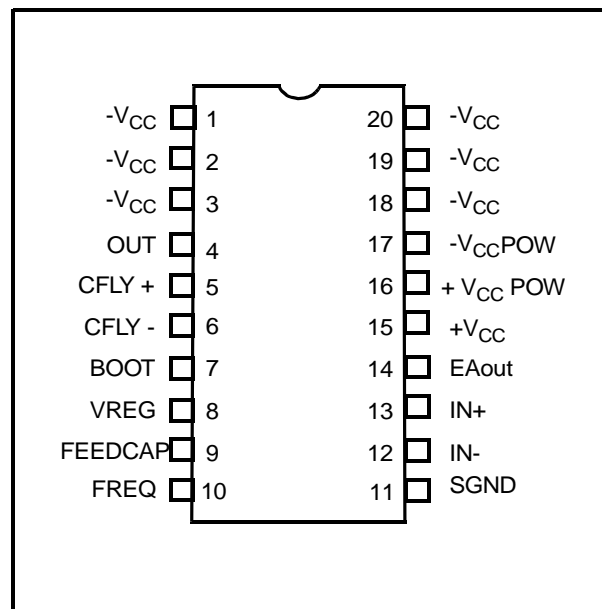 -VCC 1 20 -VCC
-VCC 2 19 -VCC
-VCC 3 18 -VCC
OUT 4 17 -VCCPOW
CFLY + 5 16 + VCC POW
CFLY - 6 15 +VCC
BOOT 7 14 EAout
VREG 8 13 IN+
FEEDCAP 9 12 IN-
FREQ 10 11 SGND